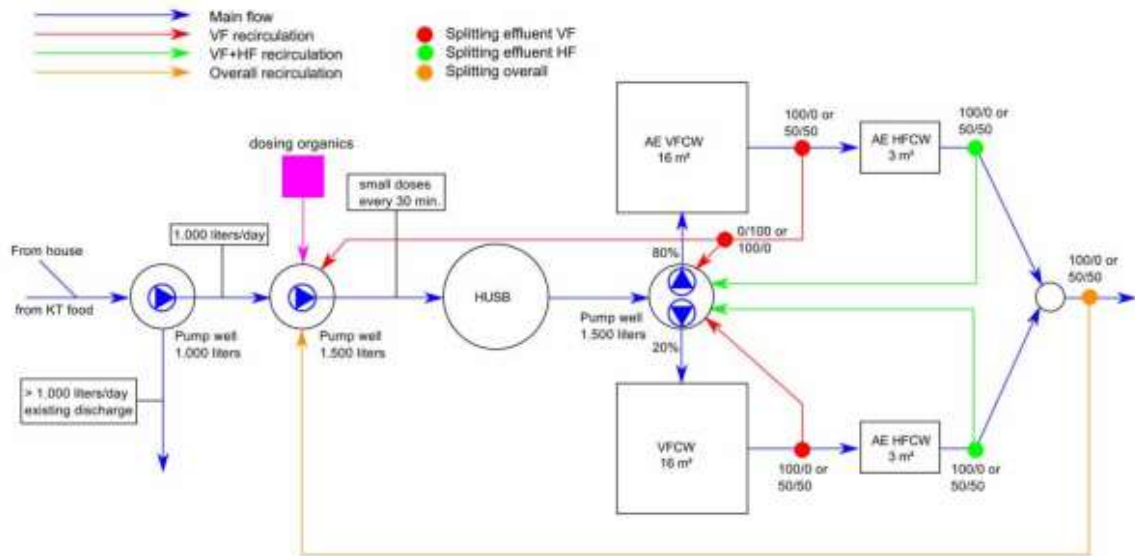 Main flow
VF recirculation
VF+HF recirculation
Overall recirculation
Splitting effluent VF
Splitting effluent HF
Splitting overall
dosing organics
small doses
every 30 min.
1.000 liters/day
From house
from KT food
Pump well
1.000 liters
> 1.000 liters/day
existing discharge
Pump well
1.500 liters
HUSB
Pump well
1.500 liters
80%
20%
0/100 or
100/0
AE VFCW
16 m²
100/0 or
50/50
AE HFCW
3 m²
100/0 or
50/50
VFCW
16 m²
100/0 or
50/50
AE HFCW
3 m²
100/0 or
50/50
100/0 or
50/50